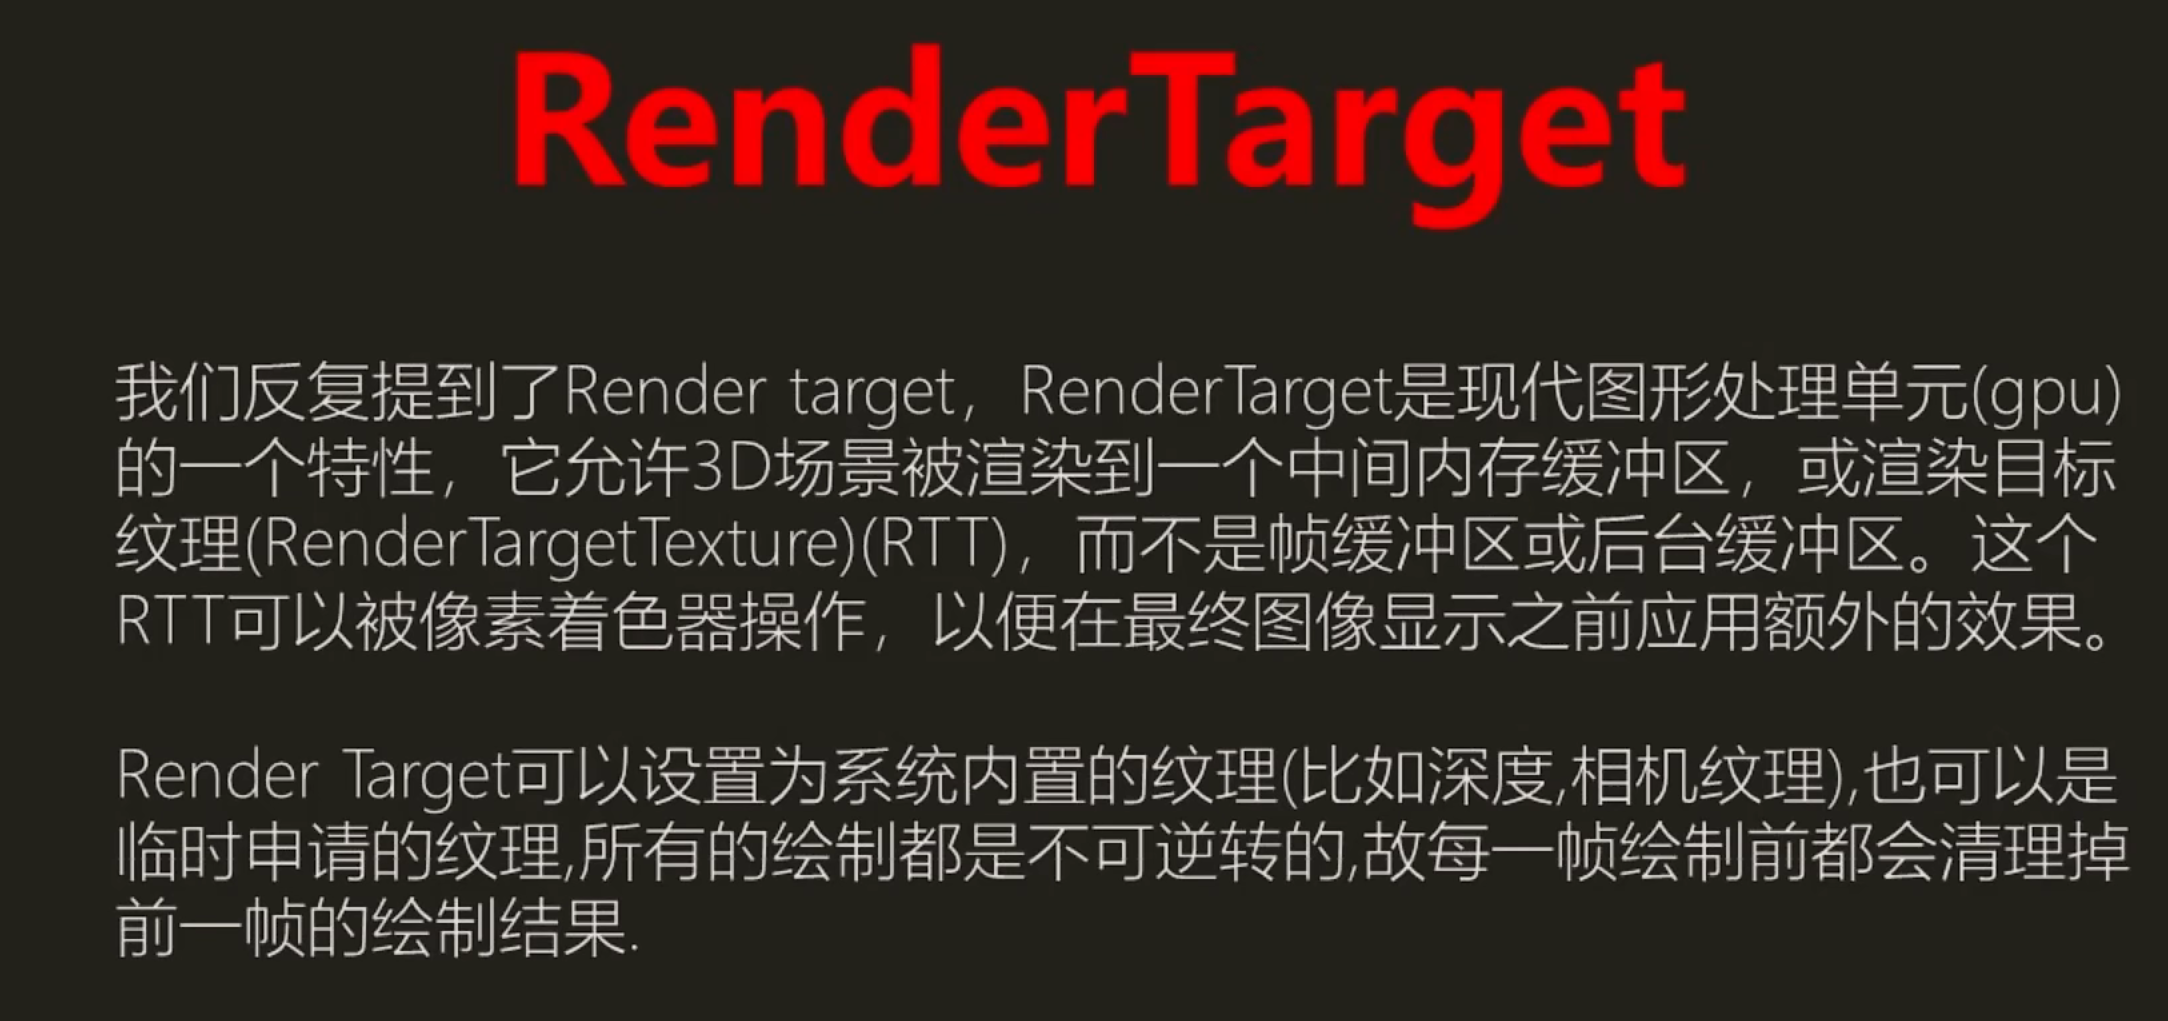 RenderTarget
我们反复提到了Render target，RenderTarget是现代图形处理单元(gpu)
的一个特性，它允许3D场景被渲染到一个中间内存缓冲区，或渲染目标
纹理(RenderTargetTexture)(RTT)，而不是帧缓冲区或后台缓冲区。这个
RTT可以被像素着色器操作，以便在最终图像显示之前应用额外的效果。
Render Target可以设置为系统内置的纹理(比如深度,相机纹理),也可以是
临时申请的纹理,所有的绘制都是不可逆转的,故每一帧绘制前都会清理掉
前一帧的绘制结果.